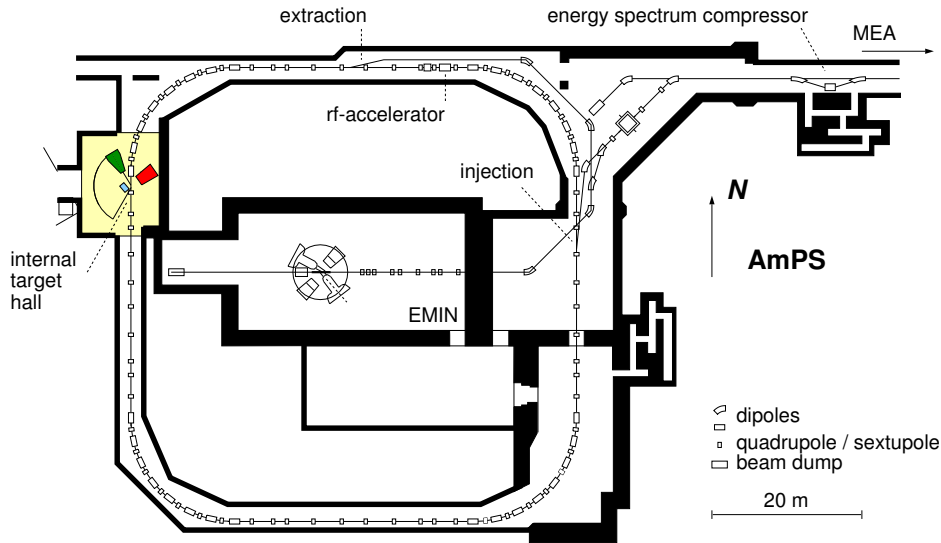 extraction
energy spectrum compressor
MEA
rf-accelerator
injection
N
internal
target
hall
AmPS
EMIN
dipoles
quadrupole / sextupole
beam dump
20 m